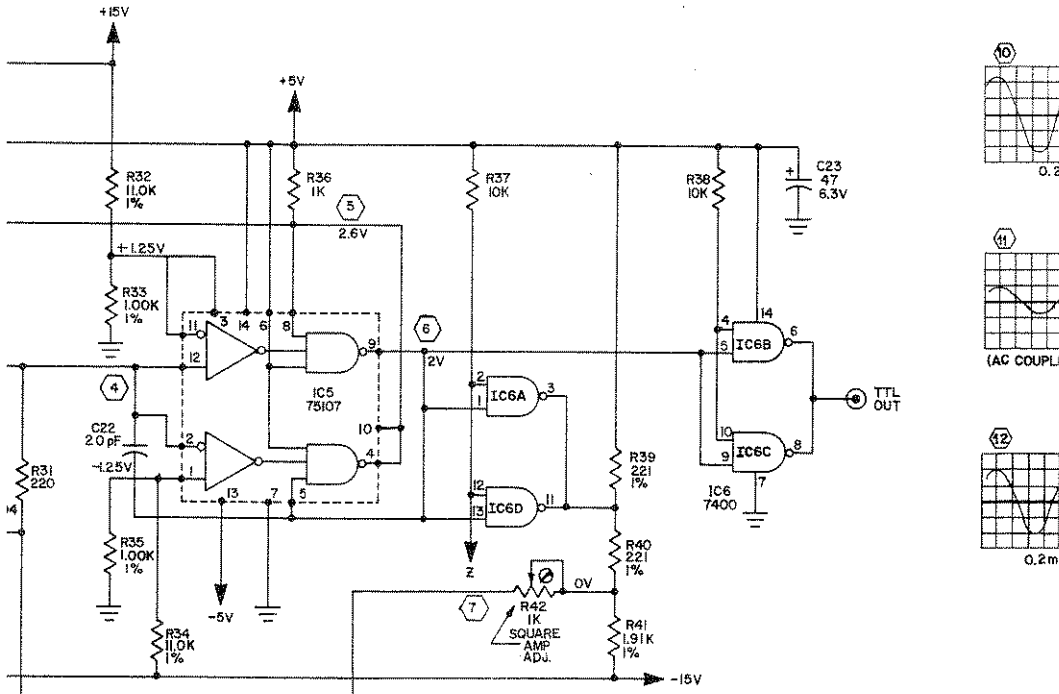 +15V
+5V
R32
11.0K
1%
R36
1K
5
2.6V
R37
10K
R38
10K
+
C23
47
6.3V
+1.25V
R33
1.00K
1%
11
3
14
6
8
12
9
6
2V
IC5
75107
4
C22
20pF
-1.25V
2
1
10
4
13
7
5
R31
220
R35
1.00K
1%
-5V
R34
11.0K
1%
2
1
IC6A
3
12
13
IC6D
11
Z
R39
221
1%
R40
221
1%
7
R42
1K
SQUARE
AMP
ADJ.
0V
R41
1.91K
1%
-15V
4
5
IC6B
14
6
10
9
IC6C
8
7
IC6
7400
TTL
OUT
10
0.2
11
(AC COUPL
12
0.2m